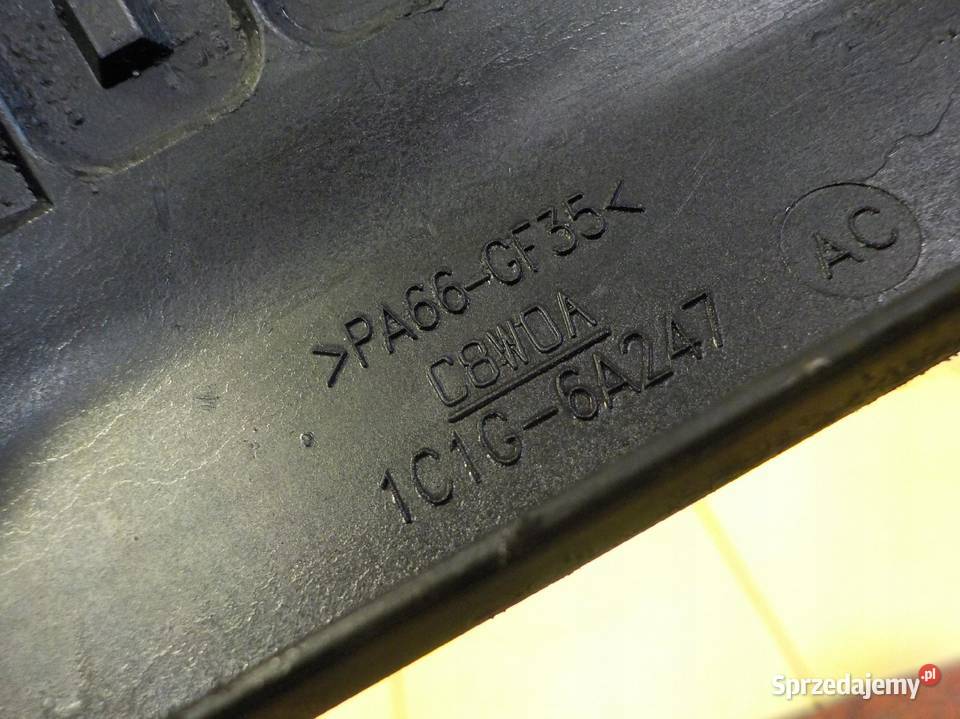 >PA66-GF35<
C8W0A
1C1G-6A247
AC
Sprzedajemy.pl